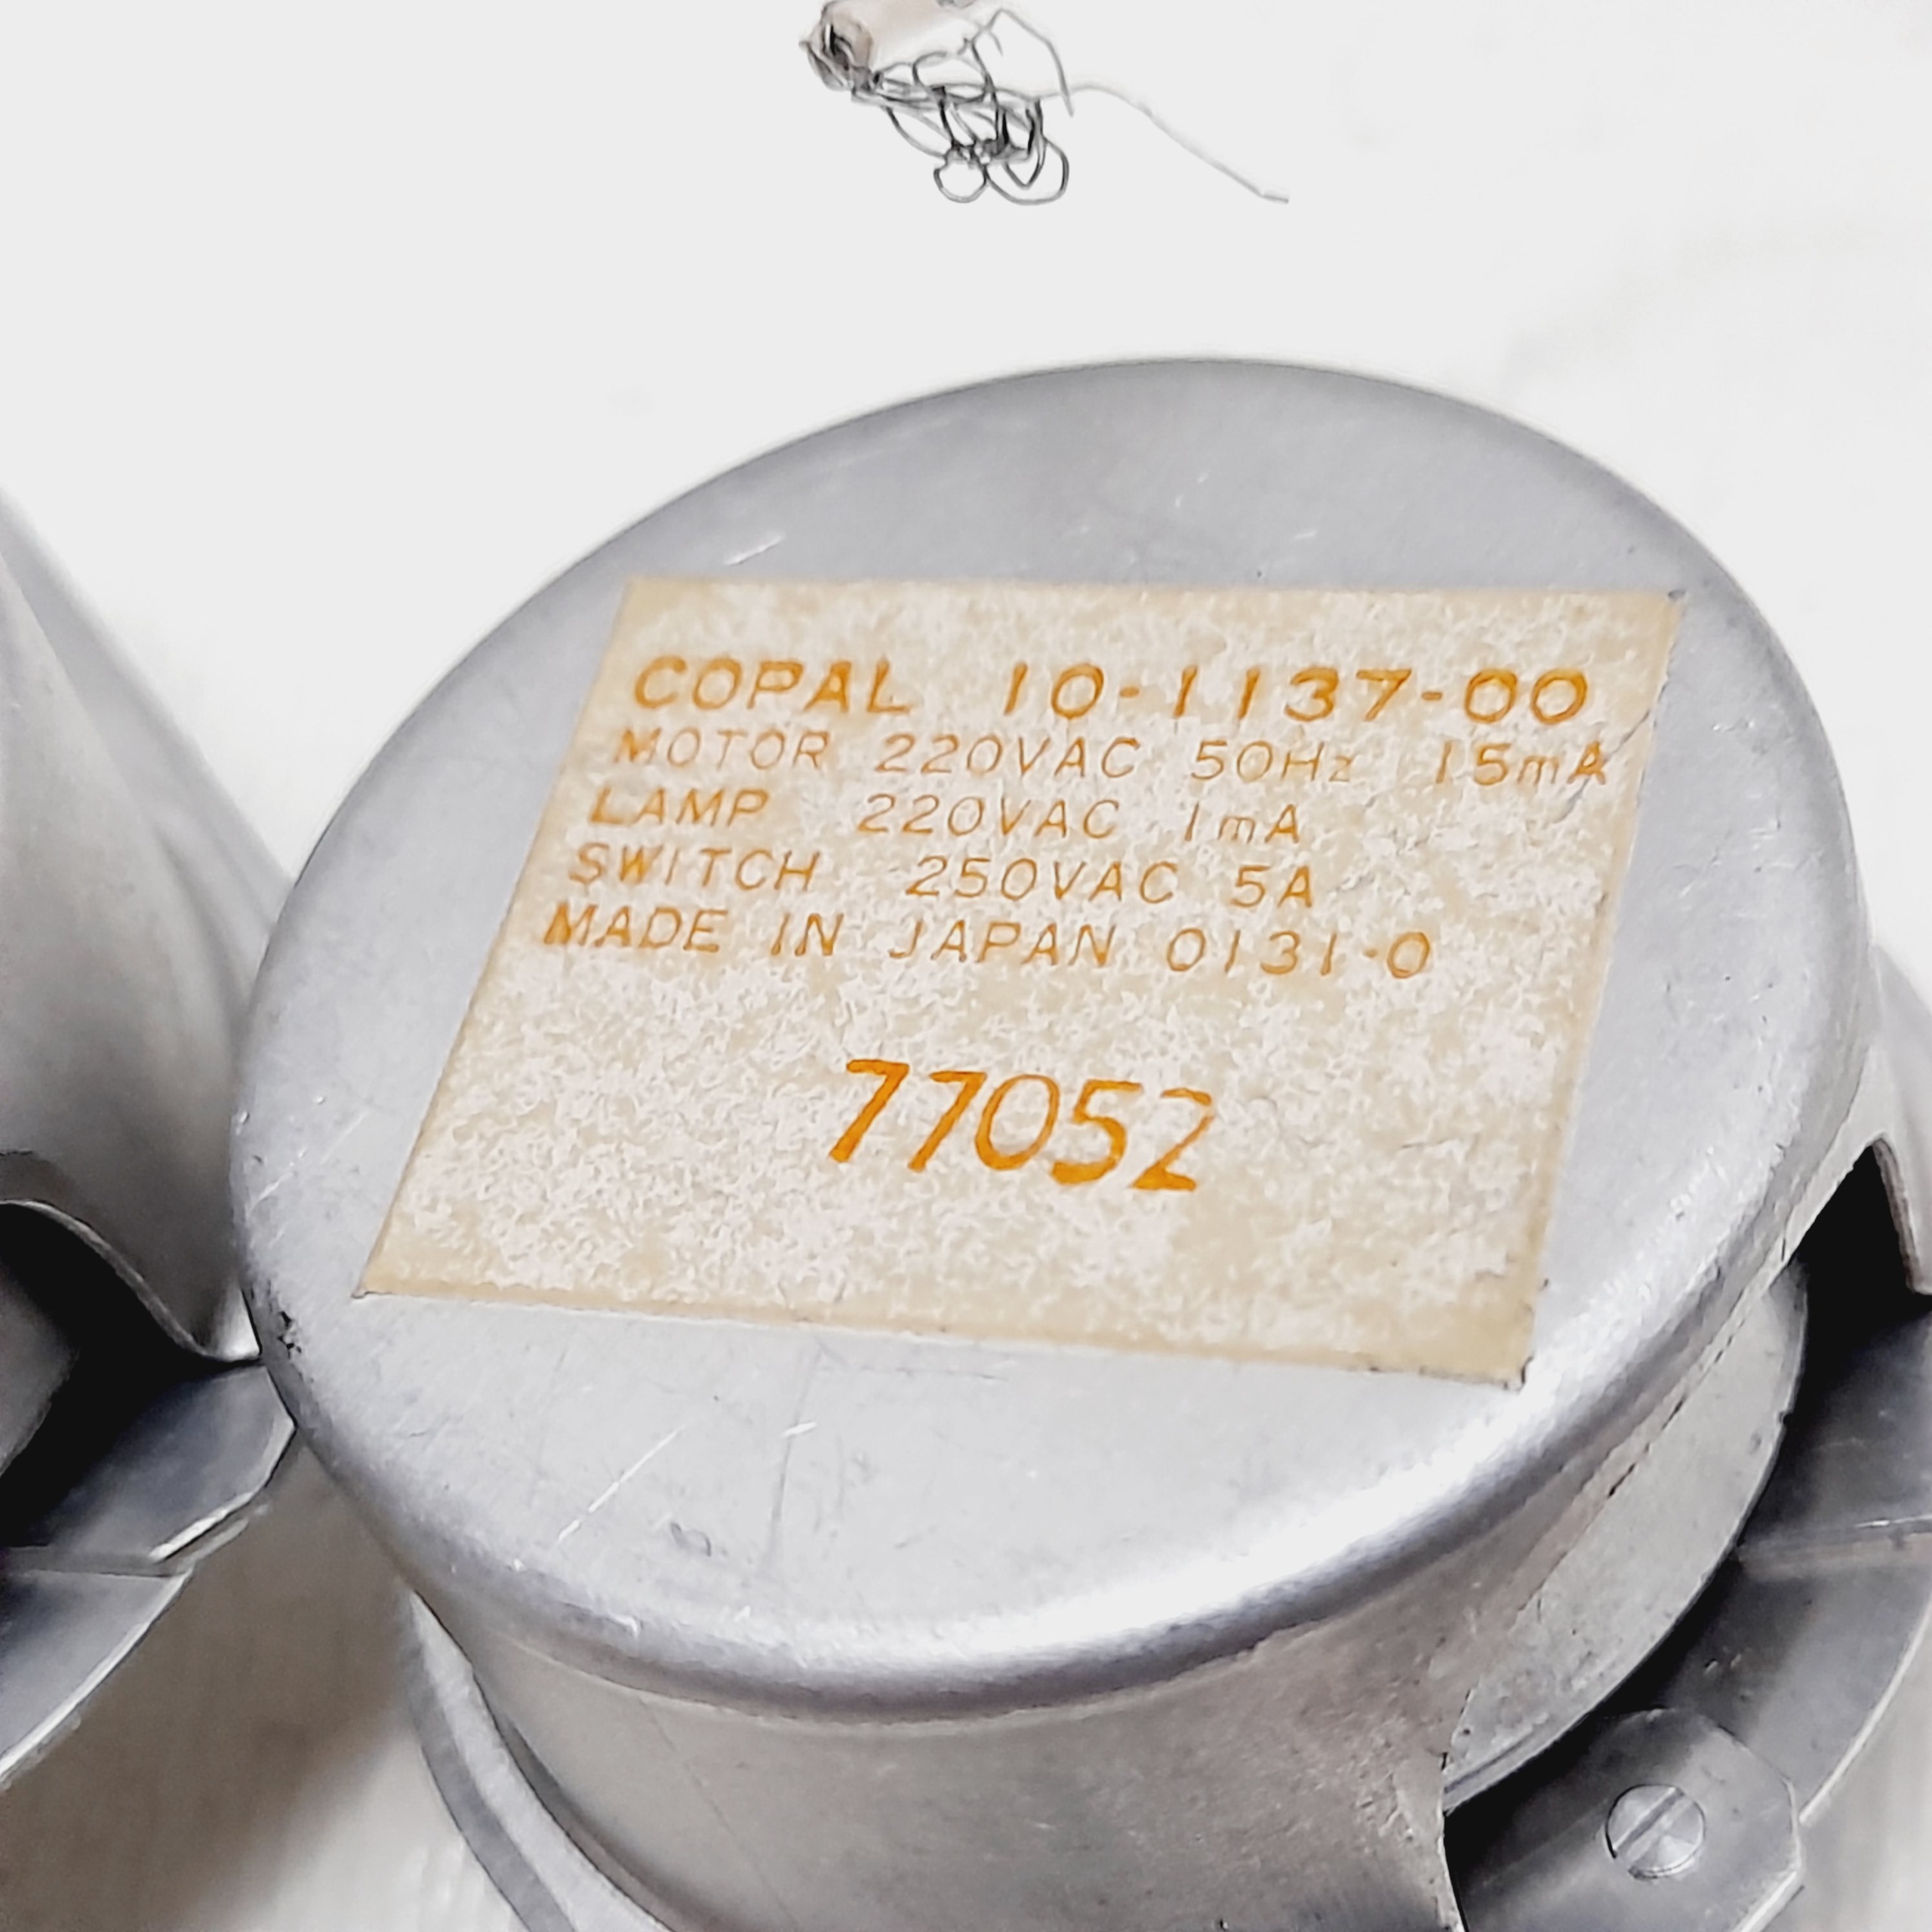 COPAL 10-1137-00
MOTOR 220VAC 50Hz 15mA
LAMP 220VAC 1mA
SWITCH 250VAC 5A
MADE IN JAPAN 0131-0
77052